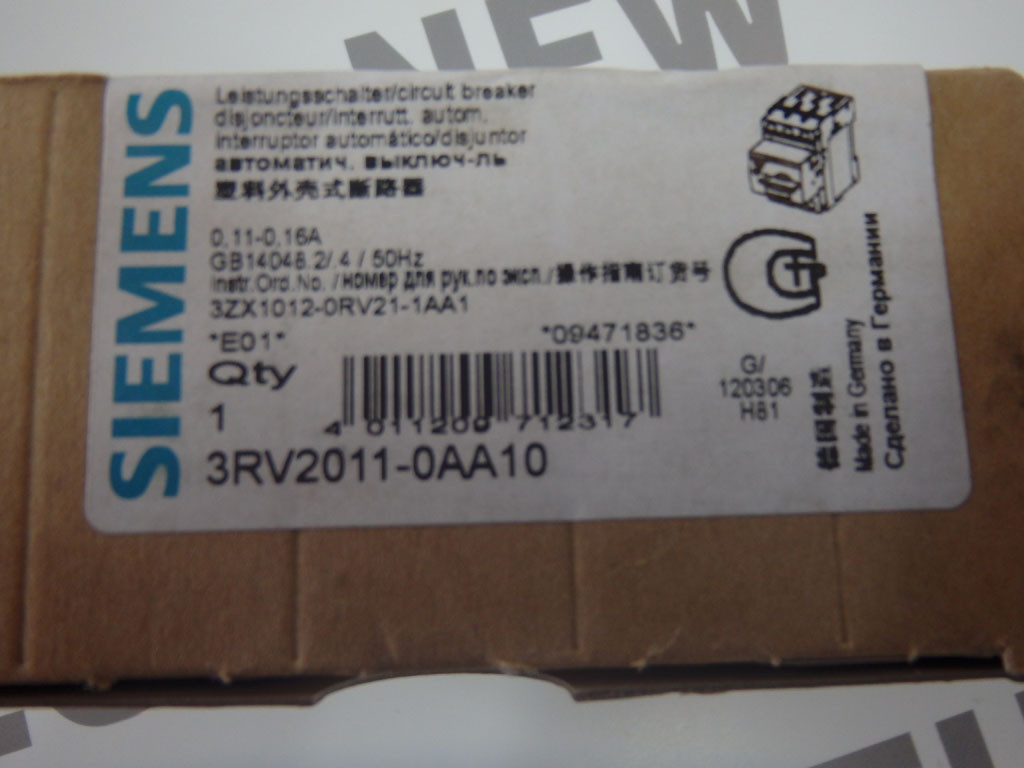 NEW
SIEMENS
Leistungsschalter/circuit breaker
disjoncteur/interrutt. autom.
interruptor automático/disjuntor
автоматич. выключ-ль
塑料外壳式断路器
0,11-0,16A
GB14048.2/.4 / 50Hz
Instr.Ord.No. /номер для рук.по эксп./操作指南订货号
3ZX1012-0RV21-1AA1
*E01* *09471836*
Qty
1
4 011209 712317
3RV2011-0AA10
G/
120306
H81
德国制造
Made in Germany
Сделано в Германии